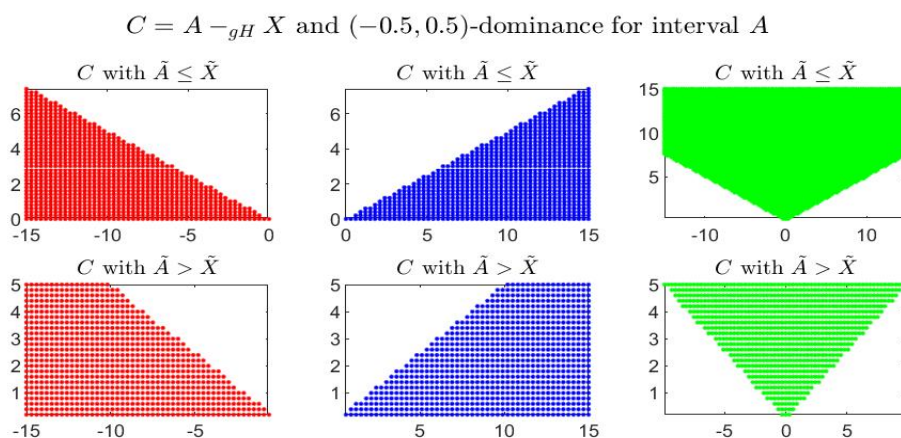 C = A −gH X and (−0.5, 0.5)-dominance for interval A
C with Ã ≤ X̃
C with Ã ≤ X̃
C with Ã ≤ X̃
6
4
2
0
-15 -10 -5 0
6
4
2
0
0 5 10 15
15
10
5
-10 0 10
C with Ã > X̃
C with Ã > X̃
C with Ã > X̃
5
4
3
2
1
-15 -10 -5
5
4
3
2
1
5 10 15
5
4
3
2
1
-5 0 5